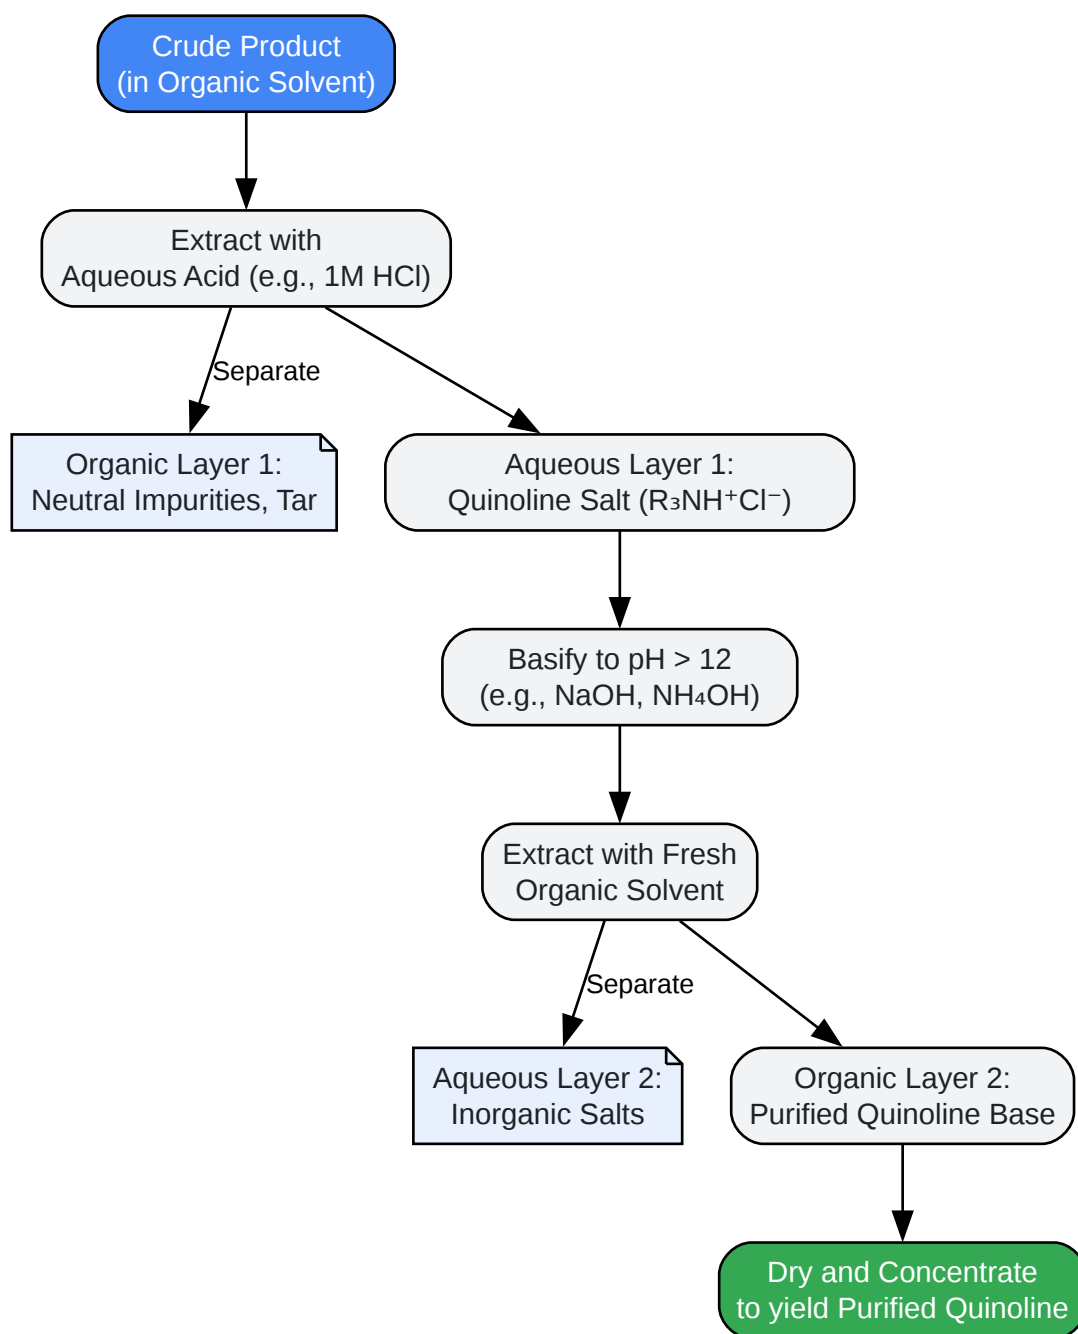 Crude Product
(in Organic Solvent)
Extract with
Aqueous Acid (e.g., 1M HCl)
Separate
Organic Layer 1:
Neutral Impurities, Tar
Aqueous Layer 1:
Quinoline Salt (R₃NH⁺Cl⁻)
Basify to pH > 12
(e.g., NaOH, NH₄OH)
Extract with Fresh
Organic Solvent
Separate
Aqueous Layer 2:
Inorganic Salts
Organic Layer 2:
Purified Quinoline Base
Dry and Concentrate
to yield Purified Quinoline